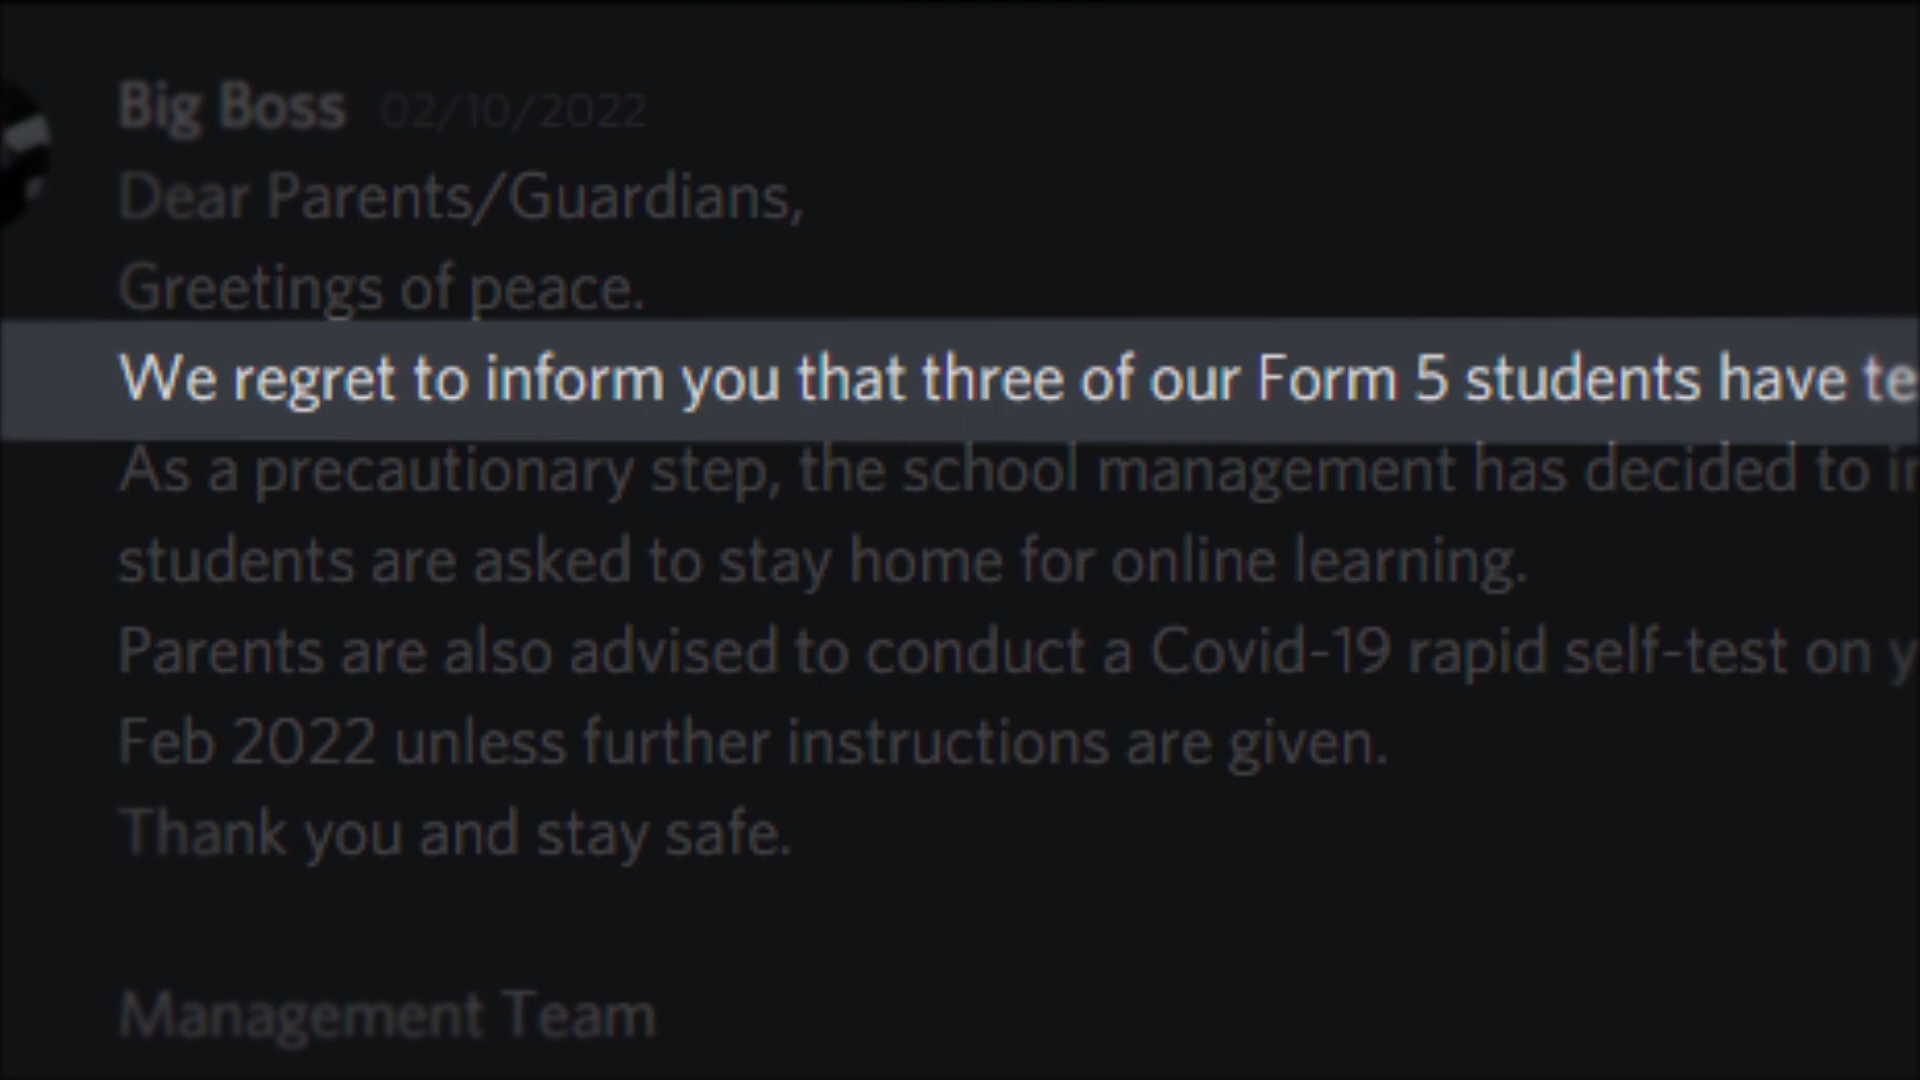 Big Boss 02/10/2022
Dear Parents/Guardians,
Greetings of peace.
We regret to inform you that three of our Form 5 students have
As a precautionary step, the school management has decided to
students are asked to stay home for online learning.
Parents are also advised to conduct a Covid-19 rapid self-test on
Feb 2022 unless further instructions are given.
Thank you and stay safe.
Management Team